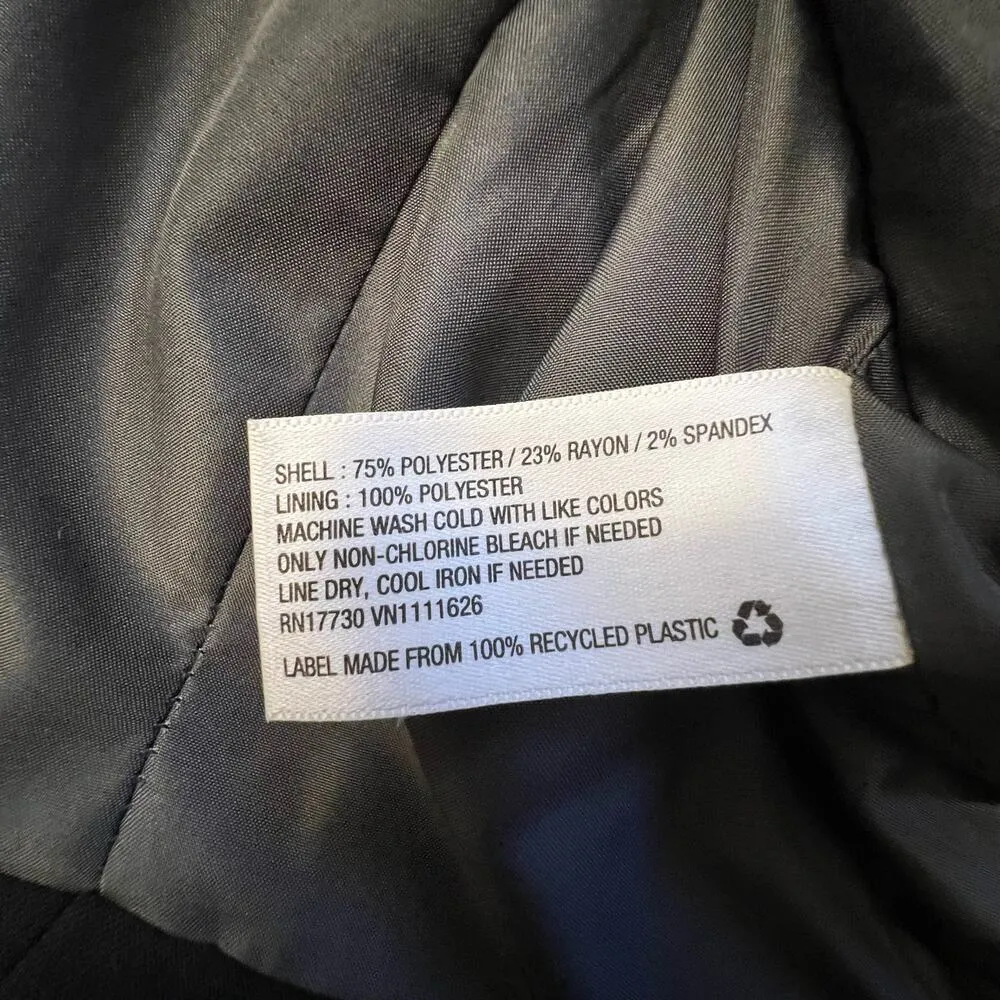 SHELL : 75% POLYESTER / 23% RAYON / 2% SPANDEX
LINING : 100% POLYESTER
MACHINE WASH COLD WITH LIKE COLORS
ONLY NON-CHLORINE BLEACH IF NEEDED
LINE DRY, COOL IRON IF NEEDED
RN17730 VN1111626
LABEL MADE FROM 100% RECYCLED PLASTIC